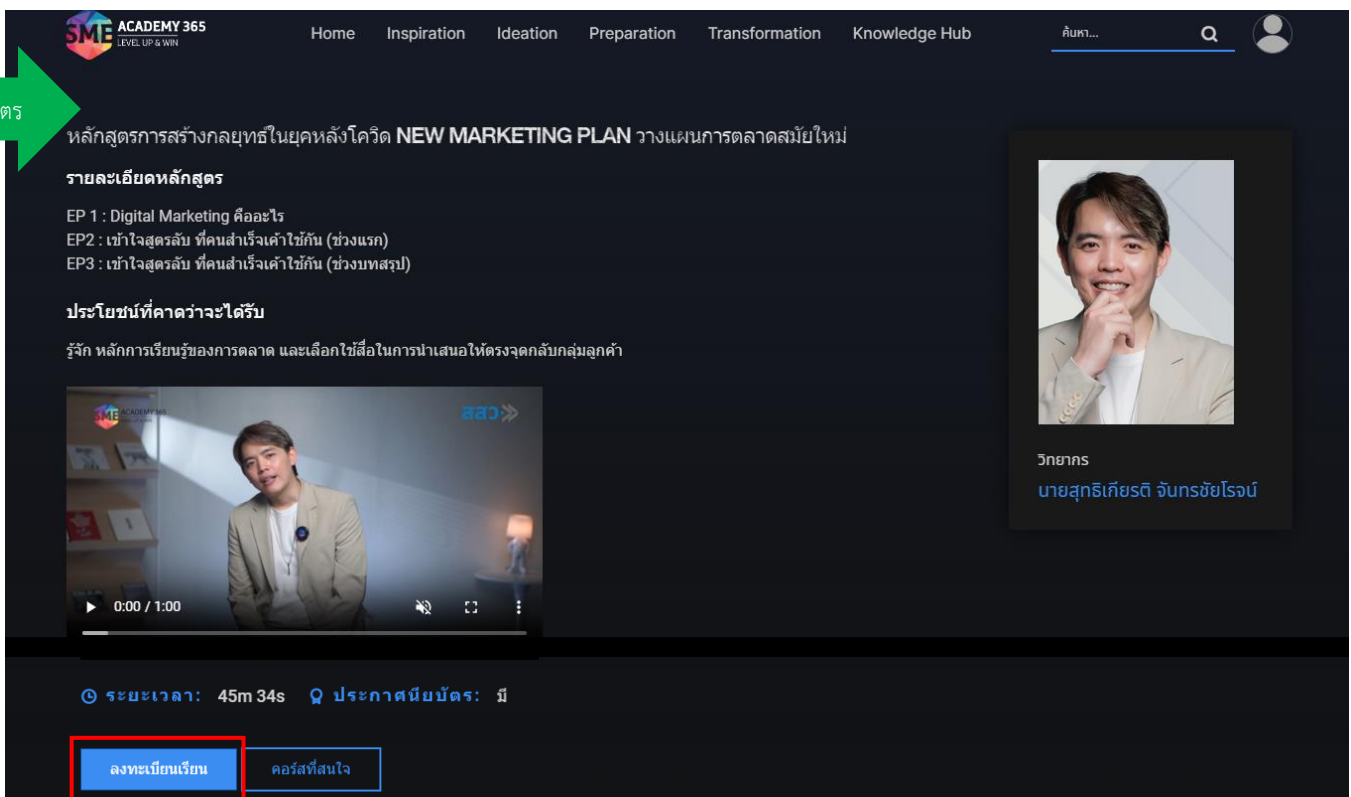 SME ACADEMY 365
LEVEL UP & WIN
Home Inspiration Ideation Preparation Transformation Knowledge Hub
ค้นหา...
ตร
หลักสูตรการสร้างกลยุทธ์ในยุคหลังโควิด NEW MARKETING PLAN วางแผนการตลาดสมัยใหม่
รายละเอียดหลักสูตร
EP 1 : Digital Marketing คืออะไร
EP2 : เข้าใจสูตรลับ ที่คนสำเร็จเค้าใช้กัน (ช่วงแรก)
EP3 : เข้าใจสูตรลับ ที่คนสำเร็จเค้าใช้กัน (ช่วงบทสรุป)
ประโยชน์ที่คาดว่าจะได้รับ
รู้จัก หลักการเรียนรู้ของการตลาด และเลือกใช้สื่อในการนำเสนอให้ตรงจุดกลับกลุ่มลูกค้า
SME ACADEMY 365
สสว
0:00 / 1:00
วิทยากร
นายสุทธิเกียรติ จันทรชัยโรจน์
ระยะเวลา: 45m 34s ประกาศนียบัตร: มี
ลงทะเบียนเรียน คอร์สที่สนใจ